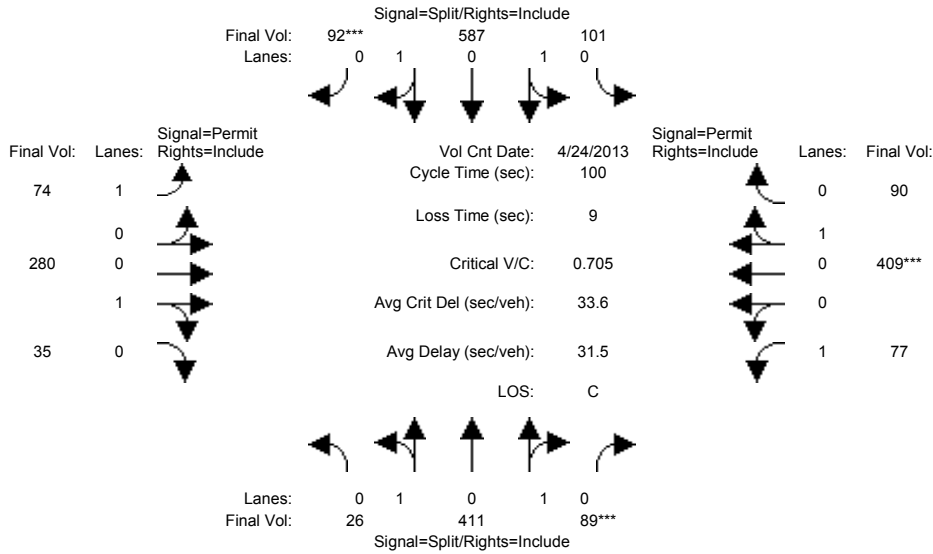 Signal=Split/Rights=Include
Final Vol: 92*** 587 101
Lanes: 0 1 0 1 0
Signal=Permit Signal=Permit
Final Vol: Lanes: Rights=Include Vol Cnt Date: 4/24/2013 Rights=Include Lanes: Final Vol:
Cycle Time (sec): 100
74 1 0 90
Loss Time (sec): 9
0 1
280 0 Critical V/C: 0.705 0 409***
1 Avg Crit Del (sec/veh): 33.6 0
35 0 Avg Delay (sec/veh): 31.5 1 77
LOS: C
Lanes: 0 1 0 1 0
Final Vol: 26 411 89***
Signal=Split/Rights=Include